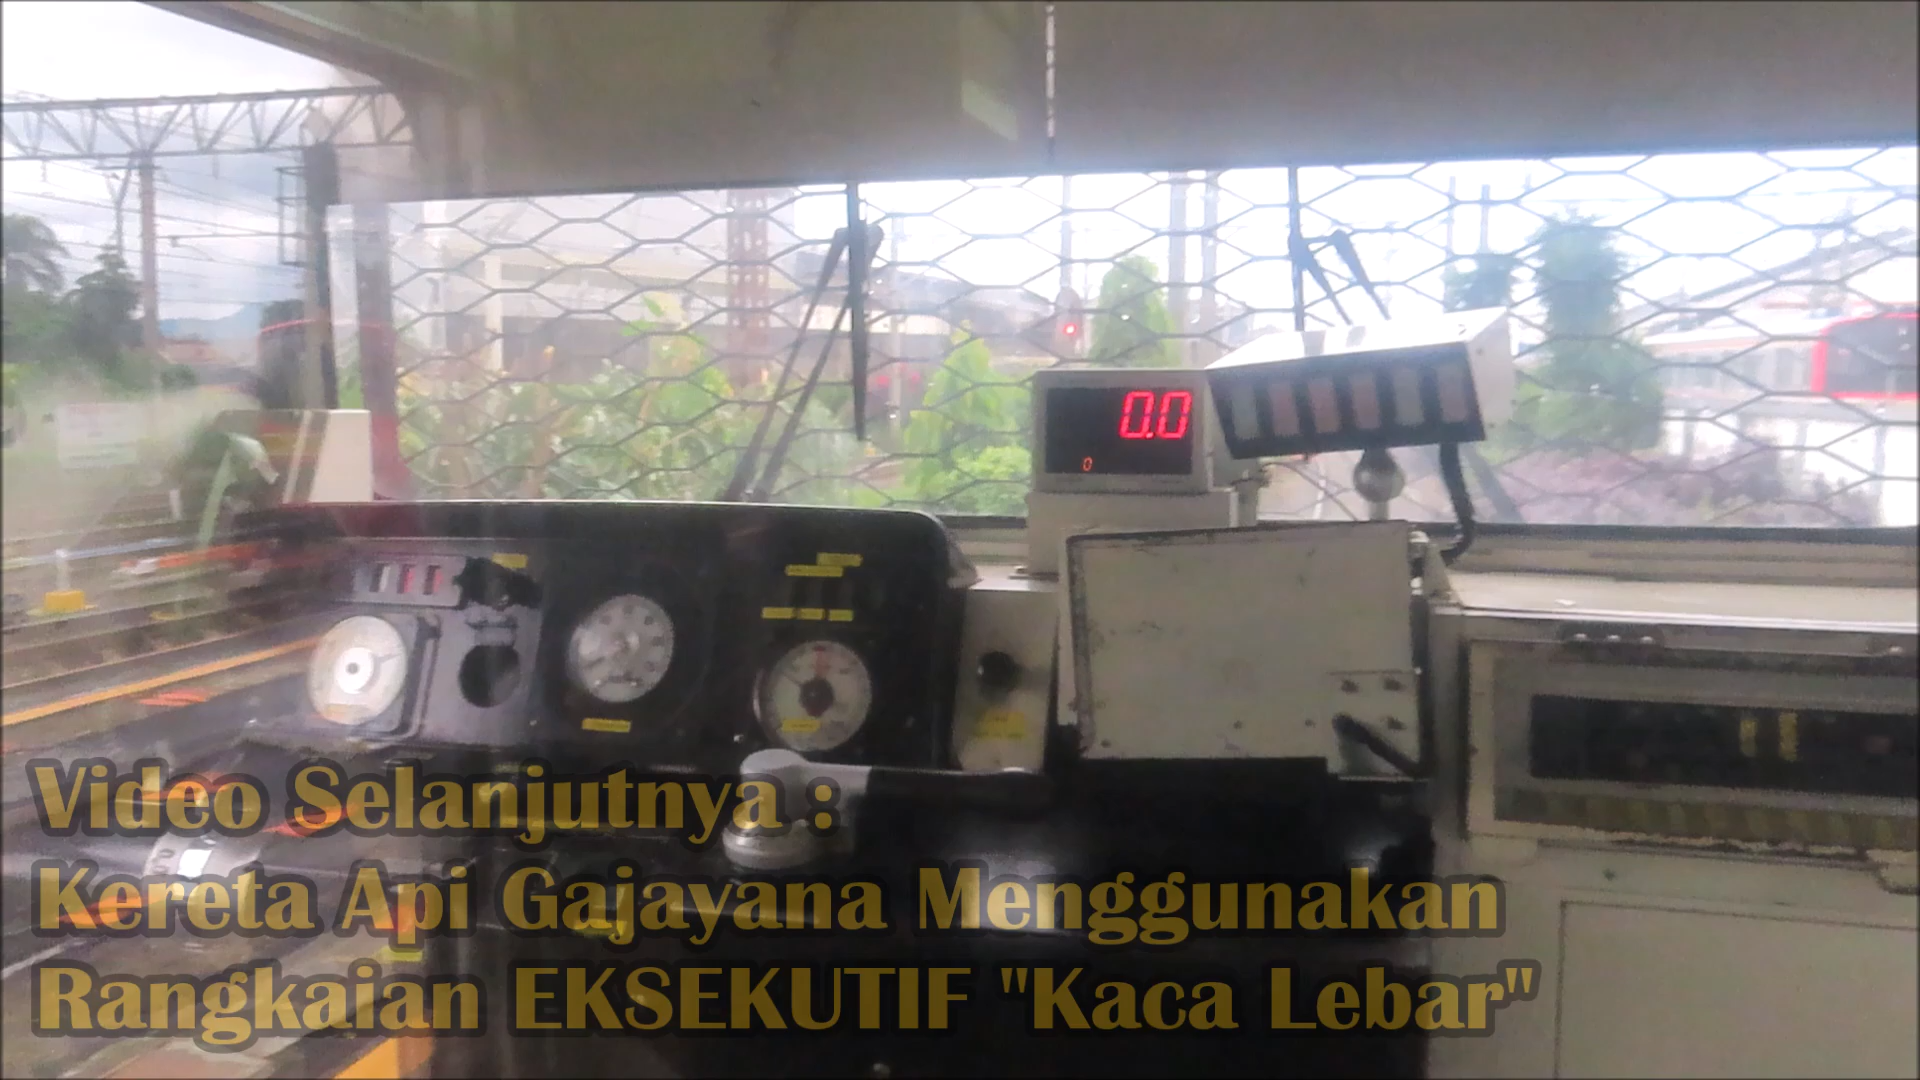 0.0
0
Video Selanjutnya :
Kereta Api Gajayana Menggunakan
Rangkaian EKSEKUTIF "Kaca Lebar"